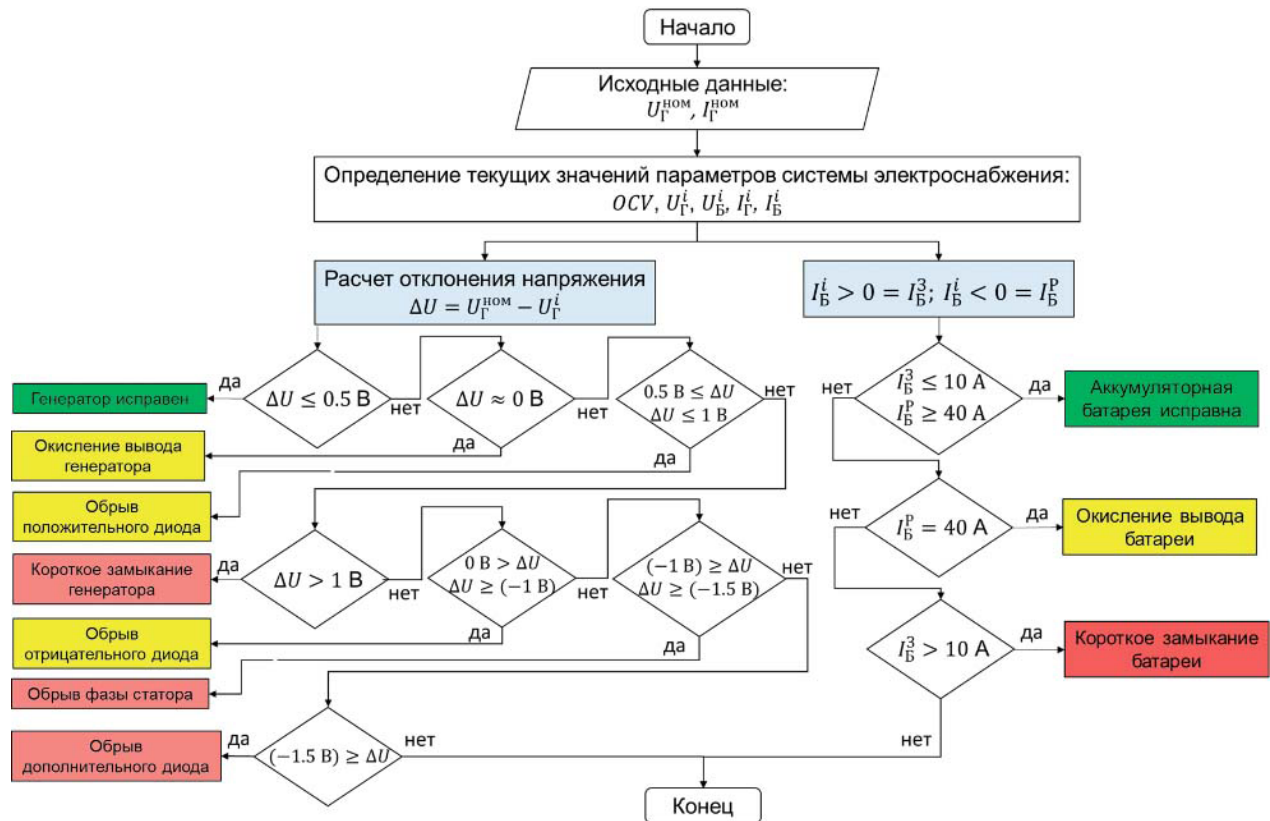 Начало
Исходные данные:
U_Г^ном, I_Г^ном
Определение текущих значений параметров системы электроснабжения:
OCV, U_Г^i, U_Б^i, I_Г^i, I_Б^i
Расчет отклонения напряжения
ΔU = U_Г^ном − U_Г^i
I_Б^i > 0 = I_Б^З; I_Б^i < 0 = I_Б^Р
Генератор исправен
да
ΔU ≤ 0.5 В
нет
ΔU ≈ 0 В
нет
0.5 В ≤ ΔU
ΔU ≤ 1 В
нет
нет
I_Б^З ≤ 10 А
I_Б^Р ≥ 40 А
да
Аккумуляторная
батарея исправна
Окисление вывода
генератора
да
да
Обрыв
положительного диода
нет
I_Б^Р = 40 А
да
Окисление вывода
батареи
Короткое замыкание
генератора
да
ΔU > 1 В
нет
0 В > ΔU
ΔU ≥ (−1 В)
нет
(−1 В) ≥ ΔU
ΔU ≥ (−1.5 В)
нет
Обрыв
отрицательного диода
да
да
I_Б^З > 10 А
да
Короткое замыкание
батареи
Обрыв фазы статора
Обрыв
дополнительного диода
да
(−1.5 В) ≥ ΔU
нет
нет
Конец